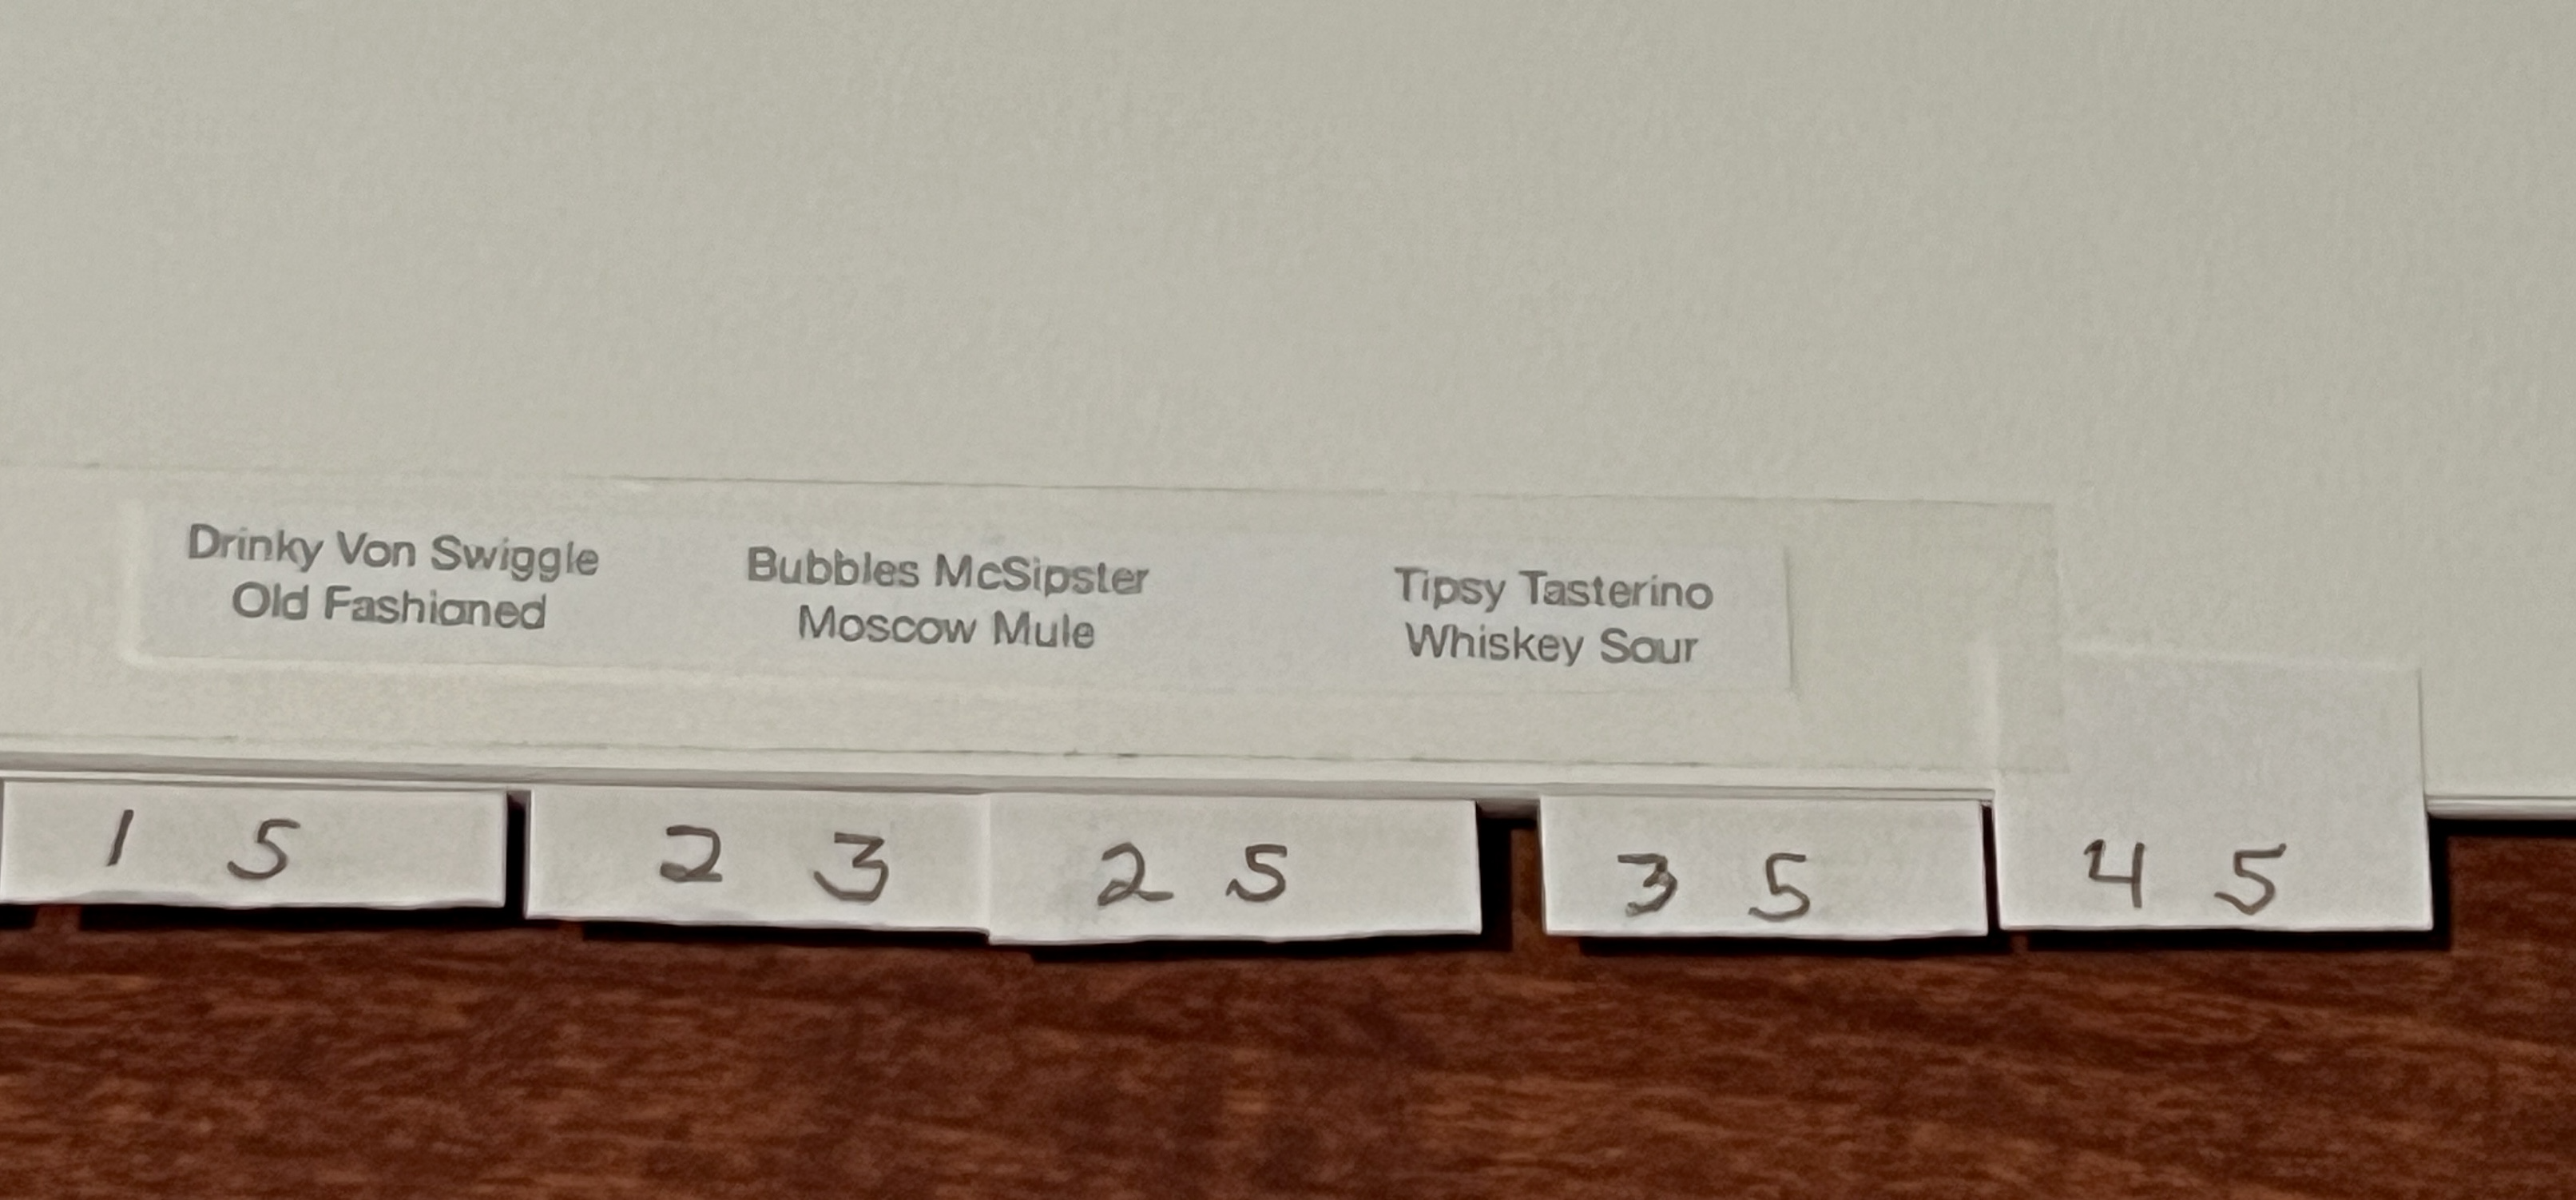 Drinky Von Swiggle
Old Fashioned
Bubbles McSipster
Moscow Mule
Tipsy Tasterino
Whiskey Sour
1 5
2 3
2 5
3 5
4 5